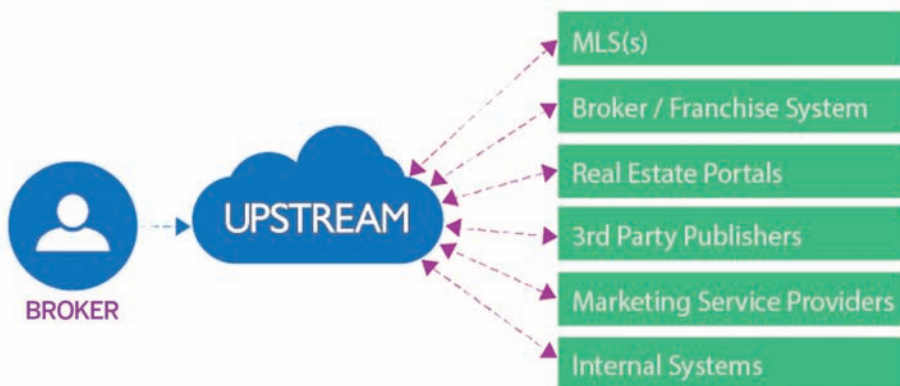 MLS(s)
Broker / Franchise System
Real Estate Portals
UPSTREAM
3rd Party Publishers
Marketing Service Providers
BROKER
Internal Systems